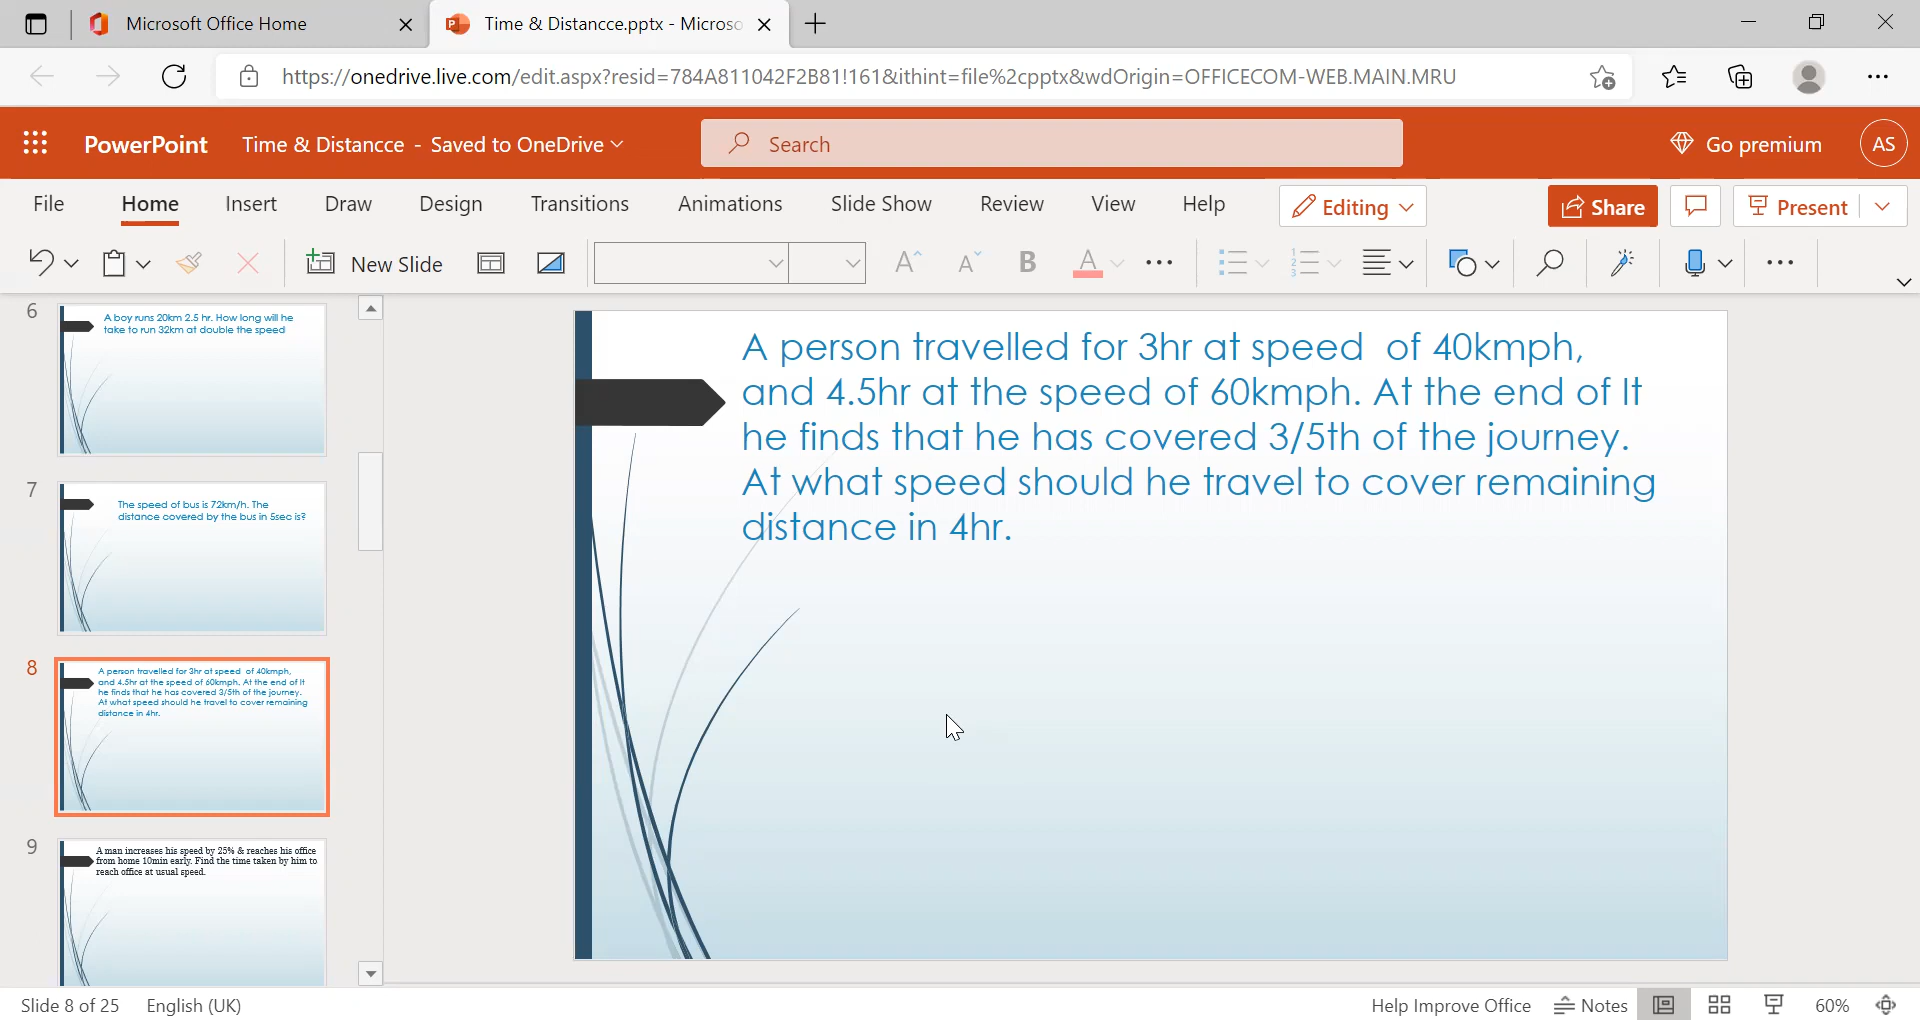 Microsoft Office Home
Time & Distancce.pptx - Microso
https://onedrive.live.com/edit.aspx?resid=784A811042F2B81!161&ithint=file%2cpptx&wdOrigin=OFFICECOM-WEB.MAIN.MRU
PowerPoint Time & Distancce - Saved to OneDrive
Search
Go premium AS
File Home Insert Draw Design Transitions Animations Slide Show Review View Help Editing Share Present
New Slide
6
A boy runs 20km 2.5 hr. How long will he
take to run 32km at double the speed
7
The speed of bus is 72km/h. The
distance covered by the bus in 5sec is?
8
A person travelled for 3hr at speed of 40kmph,
and 4.5hr at the speed of 60kmph. At the end of It
he finds that he has covered 3/5th of the journey.
At what speed should he travel to cover remaining
distance in 4hr.
9
A man increases his speed by 25% & reaches his office
from home 10min early. Find the time taken by him to
reach office at usual speed.
A person travelled for 3hr at speed of 40kmph,
and 4.5hr at the speed of 60kmph. At the end of It
he finds that he has covered 3/5th of the journey.
At what speed should he travel to cover remaining
distance in 4hr.
Slide 8 of 25 English (UK)
Help Improve Office Notes 60%